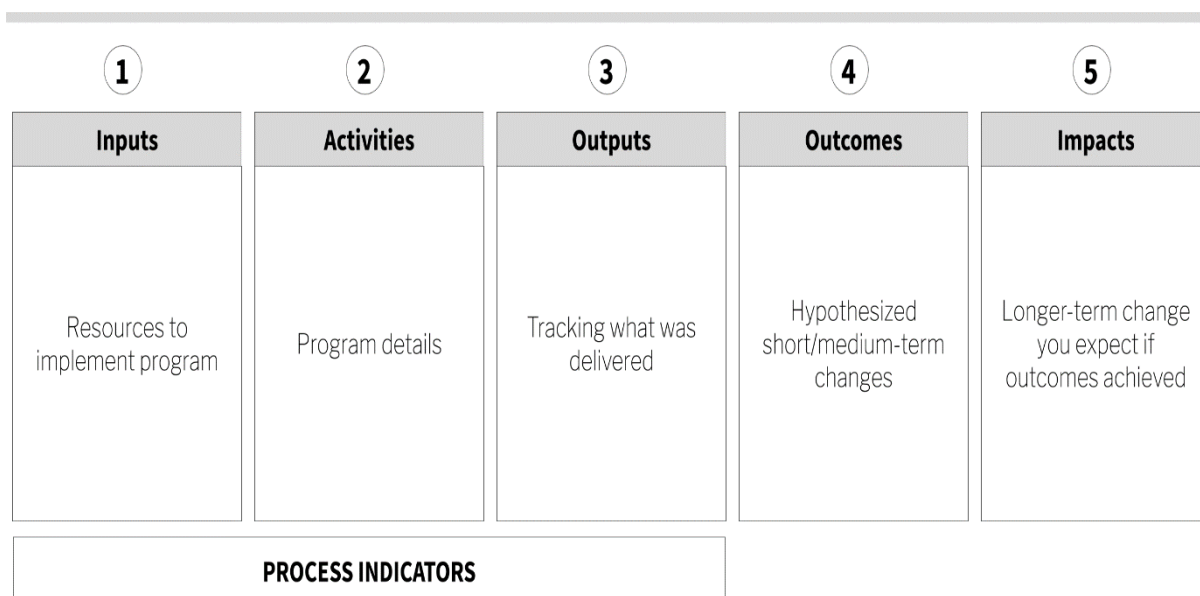 1
2
3
4
5
Inputs
Activities
Outputs
Outcomes
Impacts
Resources to
implement program
Program details
Tracking what was
delivered
Hypothesized
short/medium-term
changes
Longer-term change
you expect if
outcomes achieved
PROCESS INDICATORS